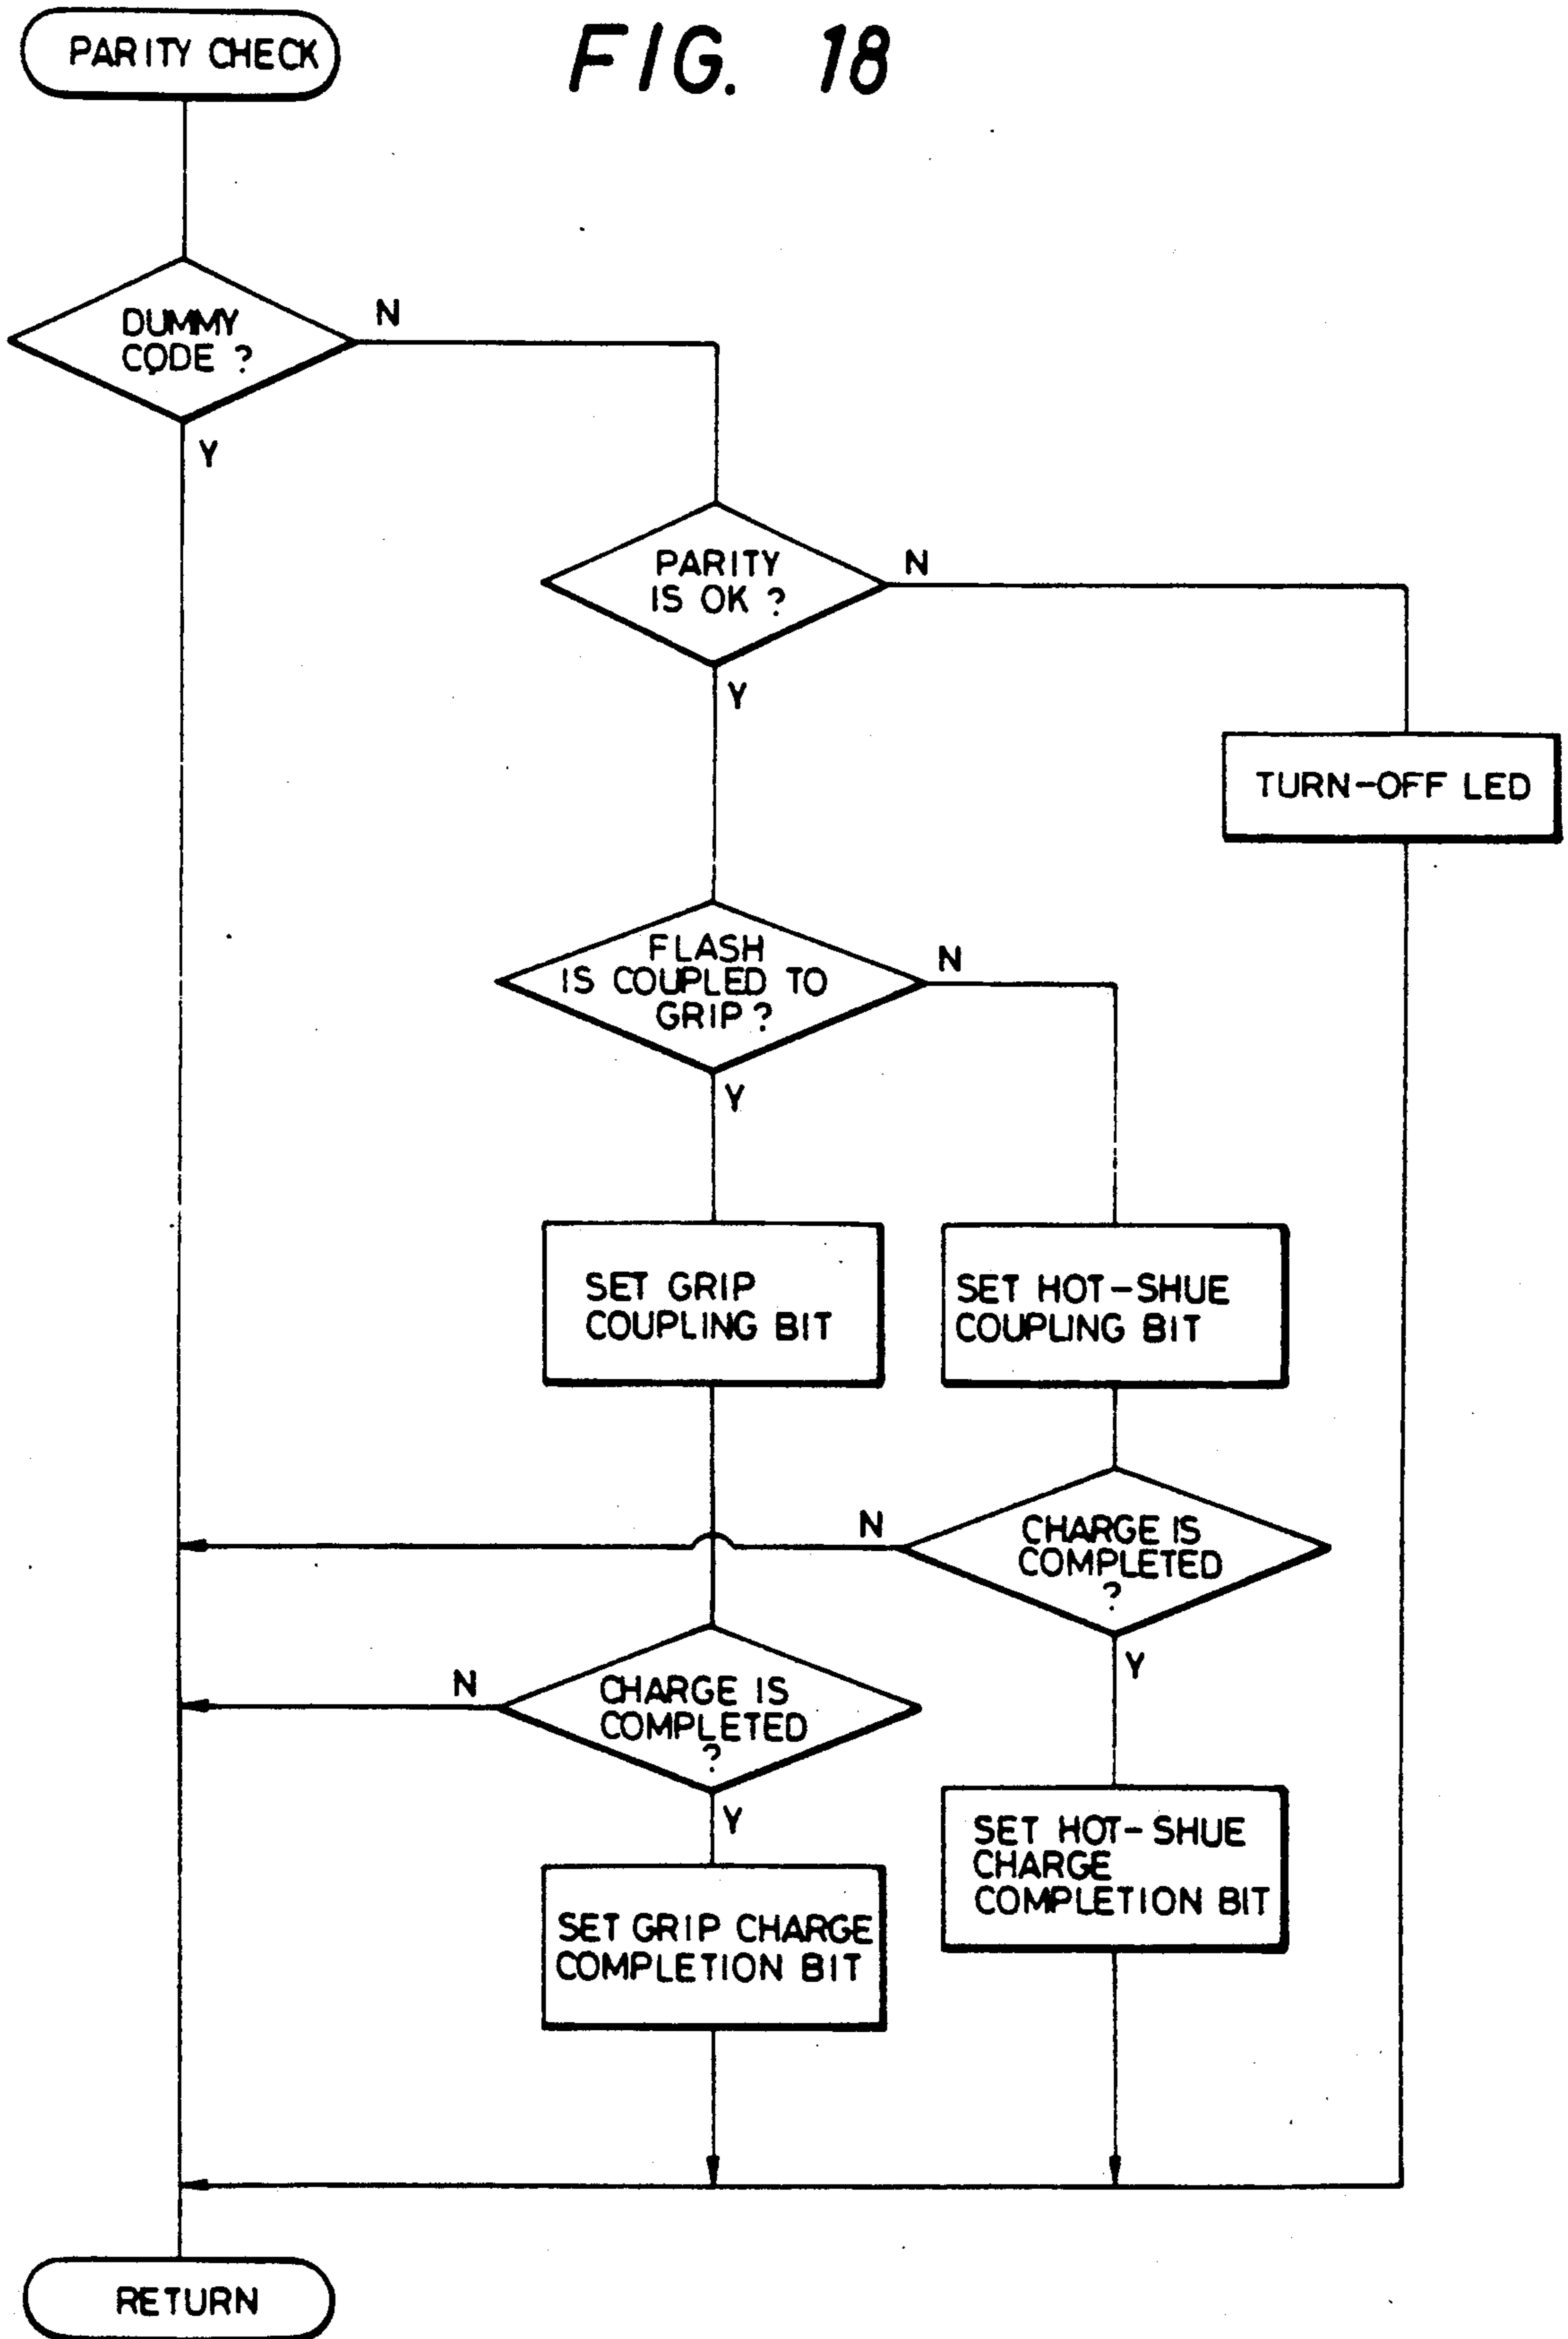 PARITY CHECK
FIG. 18
DUMMY
CODE ?
N
Y
PARITY
IS OK ?
N
Y
TURN-OFF LED
FLASH
IS COUPLED TO
GRIP ?
N
Y
SET GRIP
COUPLING BIT
SET HOT-SHUE
COUPLING BIT
N
CHARGE IS
COMPLETED
?
Y
N
CHARGE IS
COMPLETED
?
Y
SET HOT-SHUE
CHARGE
COMPLETION BIT
SET GRIP CHARGE
COMPLETION BIT
RETURN